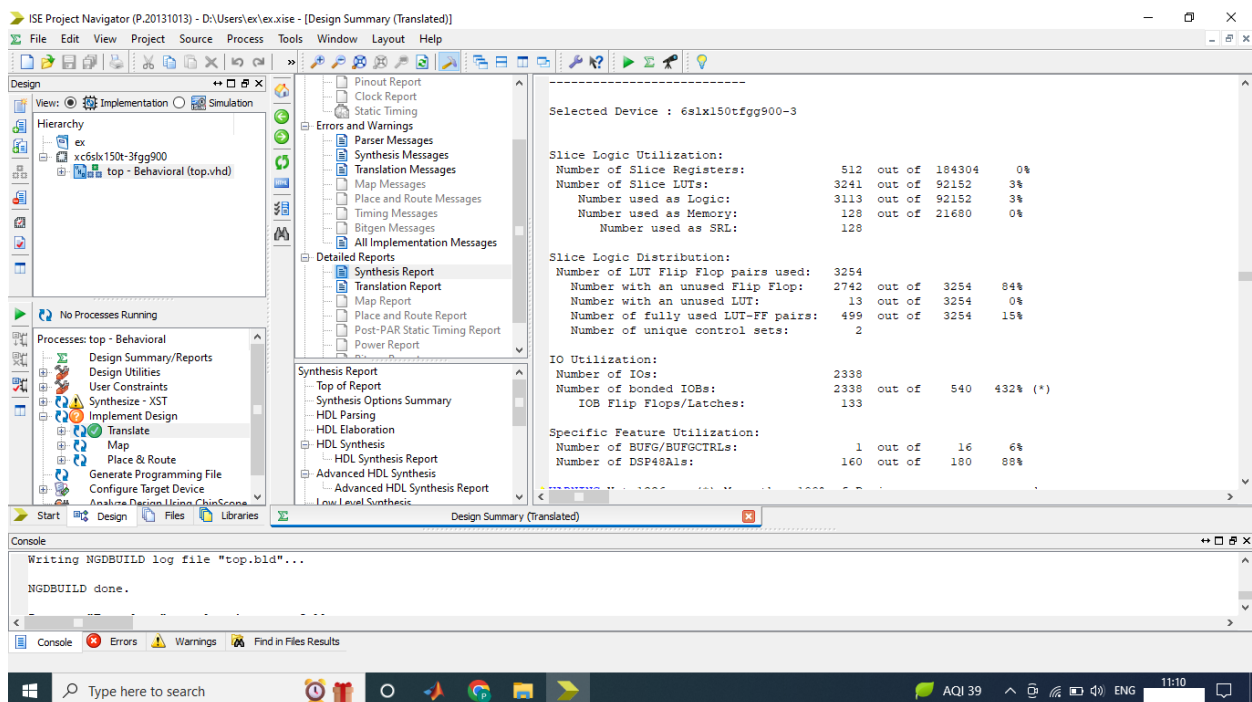 ISE Project Navigator (P.20131013) - D:\Users\ex\ex.xise - [Design Summary (Translated)]
File Edit View Project Source Process Tools Window Layout Help
Design
View: Implementation Simulation
Hierarchy
ex
xc6slx150t-3fgg900
top - Behavioral (top.vhd)
No Processes Running
Processes: top - Behavioral
Design Summary/Reports
Design Utilities
User Constraints
Synthesize - XST
Implement Design
Translate
Map
Place & Route
Generate Programming File
Configure Target Device
Analyze Design Using ChipScope
Start Design Files Libraries
Pinout Report
Clock Report
Static Timing
Errors and Warnings
Parser Messages
Synthesis Messages
Translation Messages
Map Messages
Place and Route Messages
Timing Messages
Bitgen Messages
All Implementation Messages
Detailed Reports
Synthesis Report
Translation Report
Map Report
Place and Route Report
Post-PAR Static Timing Report
Power Report
Synthesis Report
Top of Report
Synthesis Options Summary
HDL Parsing
HDL Elaboration
HDL Synthesis
HDL Synthesis Report
Advanced HDL Synthesis
Advanced HDL Synthesis Report
Low Level Synthesis
---------------------------
Selected Device : 6slx150tfgg900-3
Slice Logic Utilization:
Number of Slice Registers: 512 out of 184304 0%
Number of Slice LUTs: 3241 out of 92152 3%
Number used as Logic: 3113 out of 92152 3%
Number used as Memory: 128 out of 21680 0%
Number used as SRL: 128
Slice Logic Distribution:
Number of LUT Flip Flop pairs used: 3254
Number with an unused Flip Flop: 2742 out of 3254 84%
Number with an unused LUT: 13 out of 3254 0%
Number of fully used LUT-FF pairs: 499 out of 3254 15%
Number of unique control sets: 2
IO Utilization:
Number of IOs: 2338
Number of bonded IOBs: 2338 out of 540 432% (*)
IOB Flip Flops/Latches: 133
Specific Feature Utilization:
Number of BUFG/BUFGCTRLs: 1 out of 16 6%
Number of DSP48A1s: 160 out of 180 88%
Design Summary (Translated)
Console
Writing NGDBUILD log file "top.bld"...
NGDBUILD done.
Console Errors Warnings Find in Files Results
Type here to search
AQI 39 ENG 11:10